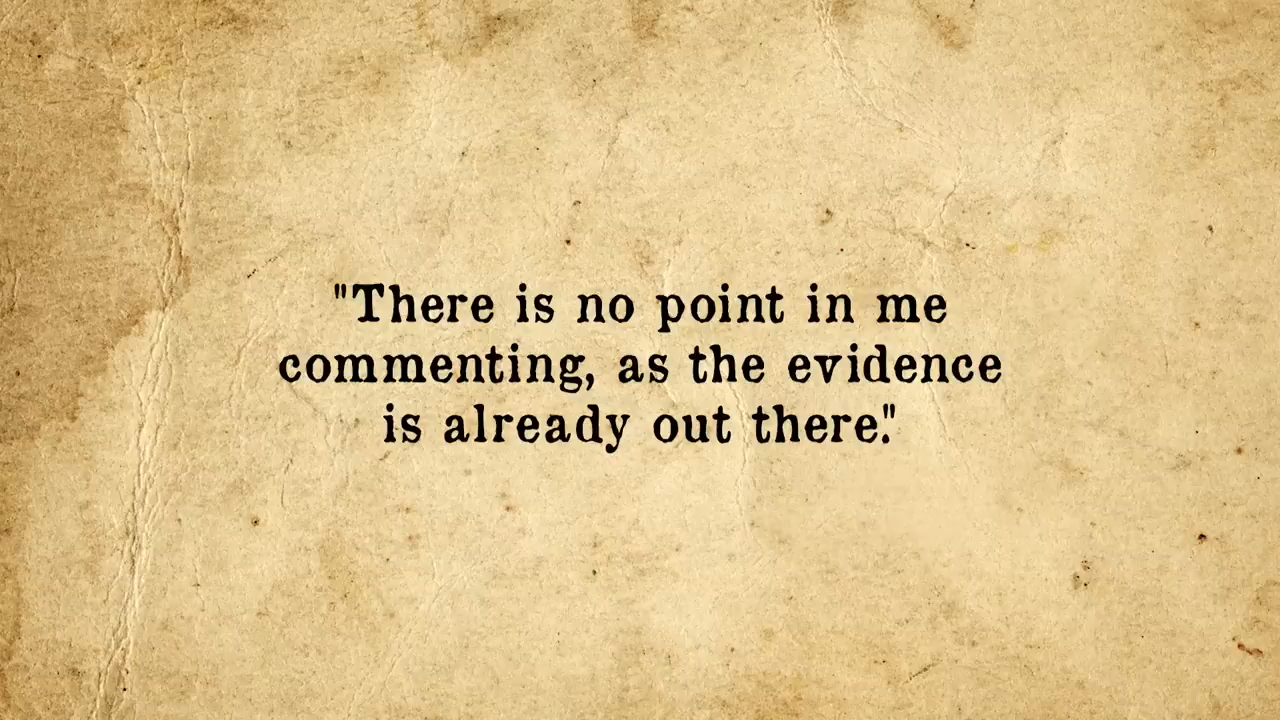 "There is no point in me
commenting, as the evidence
is already out there."